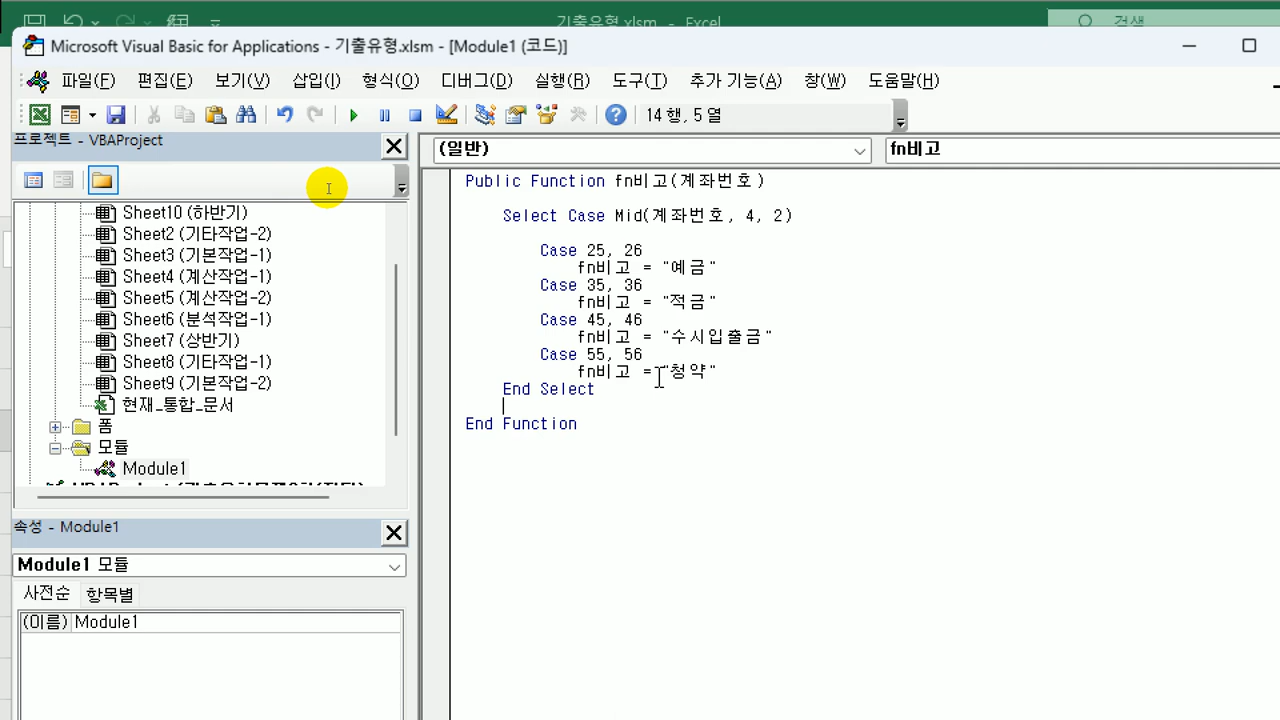 기출유형.xlsm - Excel
검색
Microsoft Visual Basic for Applications - 기출유형.xlsm - [Module1 (코드)]
파일(F) 편집(E) 보기(V) 삽입(I) 형식(O) 디버그(D) 실행(R) 도구(T) 추가 기능(A) 창(W) 도움말(H)
14 행, 5 열
프로젝트 - VBAProject
(일반)
fn비고
Sheet10 (하반기)
Sheet2 (기타작업-2)
Sheet3 (기본작업-1)
Sheet4 (계산작업-1)
Sheet5 (계산작업-2)
Sheet6 (분석작업-1)
Sheet7 (상반기)
Sheet8 (기타작업-1)
Sheet9 (기본작업-2)
현재_통합_문서
폼
모듈
Module1
속성 - Module1
Module1 모듈
사전순 항목별
(이름) Module1
Public Function fn비고(계좌번호)
Select Case Mid(계좌번호, 4, 2)
Case 25, 26
fn비고 = "예금"
Case 35, 36
fn비고 = "적금"
Case 45, 46
fn비고 = "수시입출금"
Case 55, 56
fn비고 = "청약"
End Select
End Function